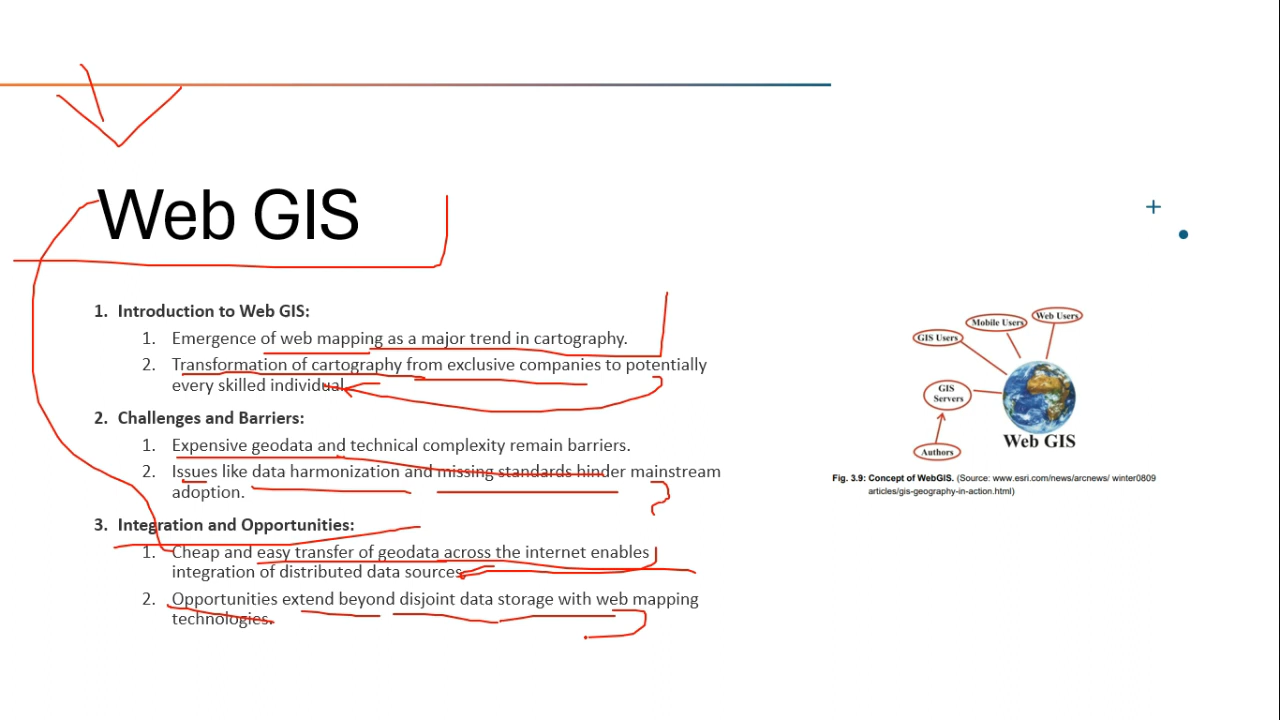 Web GIS
1. Introduction to Web GIS:
1. Emergence of web mapping as a major trend in cartography.
2. Transformation of cartography from exclusive companies to potentially
every skilled individual.
2. Challenges and Barriers:
1. Expensive geodata and technical complexity remain barriers.
2. Issues like data harmonization and missing standards hinder mainstream
adoption.
3. Integration and Opportunities:
1. Cheap and easy transfer of geodata across the internet enables
integration of distributed data sources.
2. Opportunities extend beyond disjoint data storage with web mapping
technologies.
Web Users
Mobile Users
GIS Users
GIS
Servers
Authors
Web GIS
Fig. 3.9: Concept of WebGIS. (Source: www.esri.com/news/arcnews/ winter0809
articles/gis-geography-in-action.html)